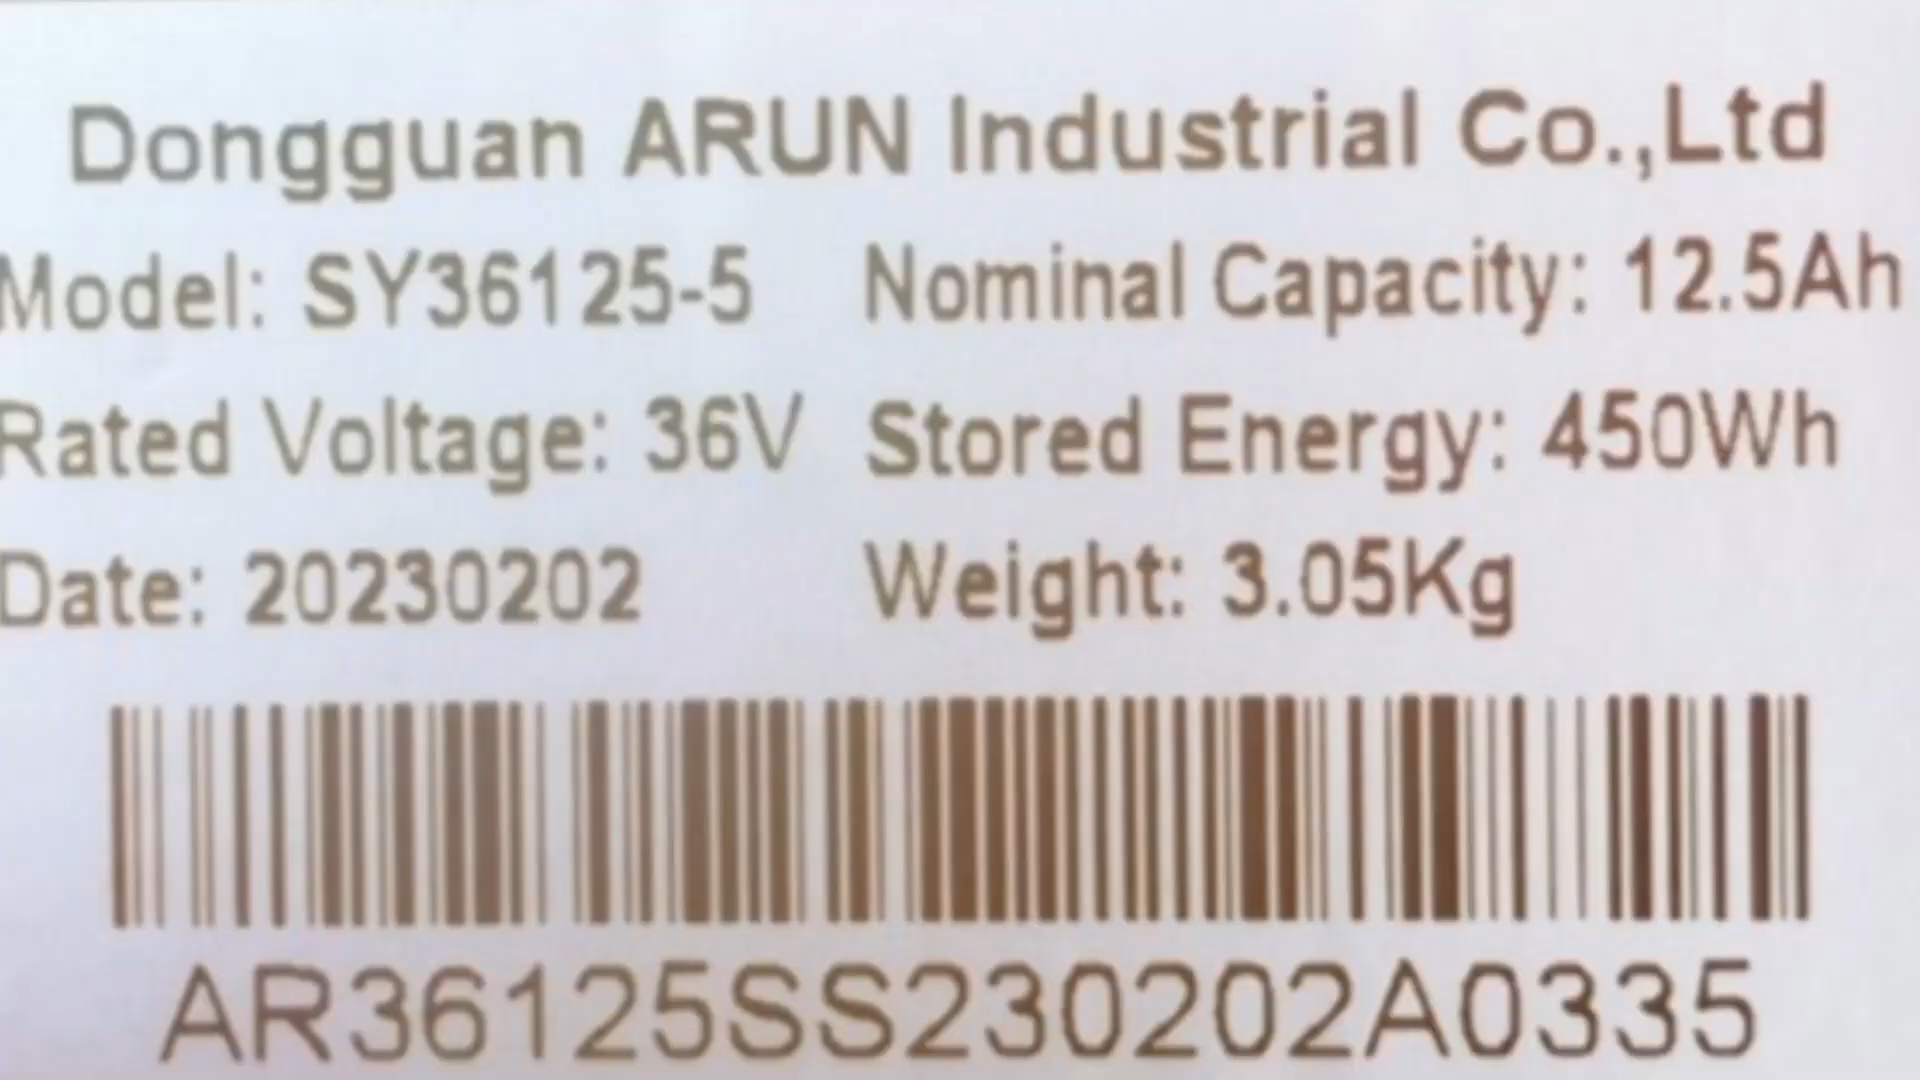 Dongguan ARUN Industrial Co.,Ltd
Model: SY36125-5 Nominal Capacity: 12.5Ah
Rated Voltage: 36V Stored Energy: 450Wh
Date: 20230202 Weight: 3.05Kg
AR36125SS230202A0335